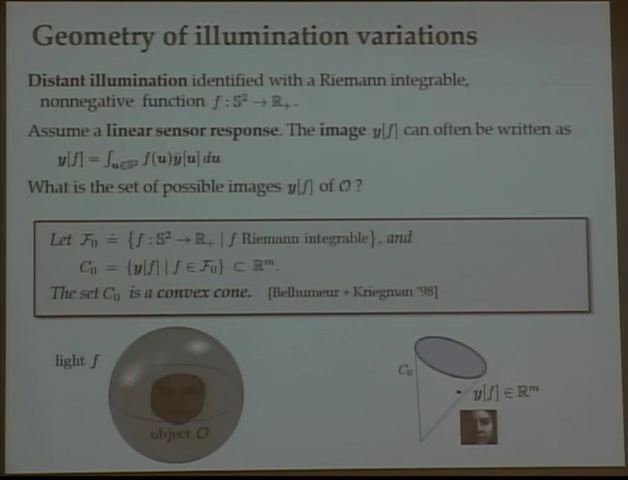 Geometry of illumination variations
Distant illumination identified with a Riemann integrable,
nonnegative function f : 𝕊² → ℝ₊.
Assume a linear sensor response. The image y[f] can often be written as
y[f] = ∫_{u∈𝕊²} f(u)ȳ[u] du
What is the set of possible images y[f] of 𝒪 ?
Let ℱ₀ ≐ {f : 𝕊² → ℝ₊ | f Riemann integrable}, and
C₀ = {y[f] | f ∈ ℱ₀} ⊂ ℝᵐ.
The set C₀ is a convex cone. [Belhumeur + Kriegman '98]
light f
object 𝒪
C₀
y[f] ∈ ℝᵐ